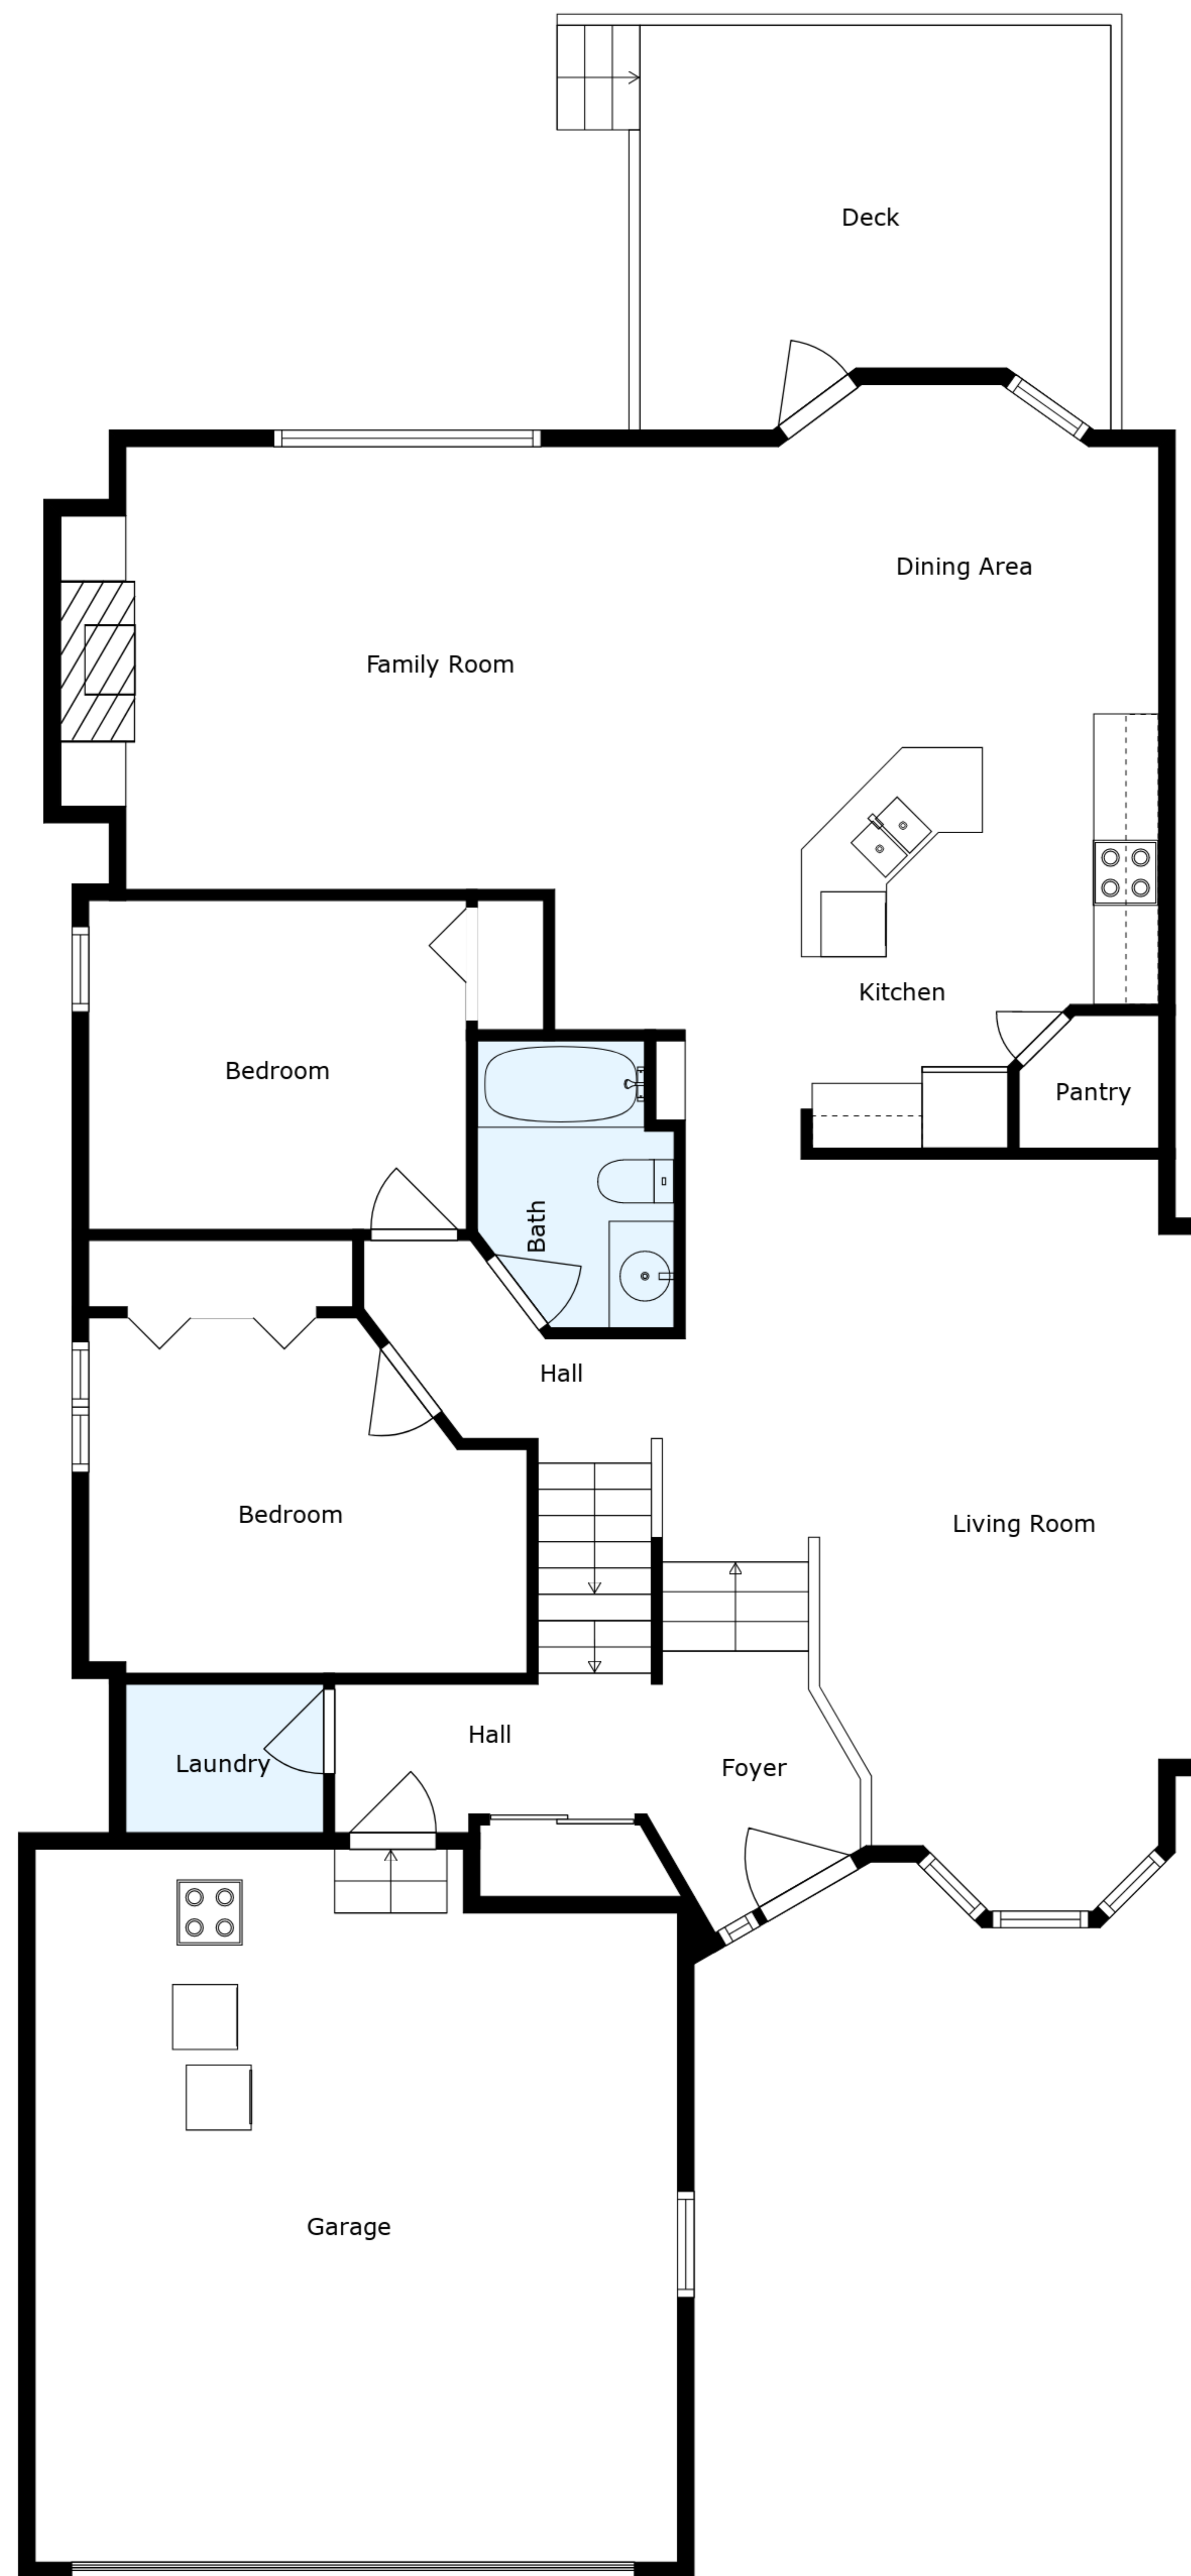 Deck
Dining Area
Family Room
Kitchen
Bedroom
Pantry
Bath
Hall
Bedroom
Living Room
Hall
Laundry
Foyer
Garage